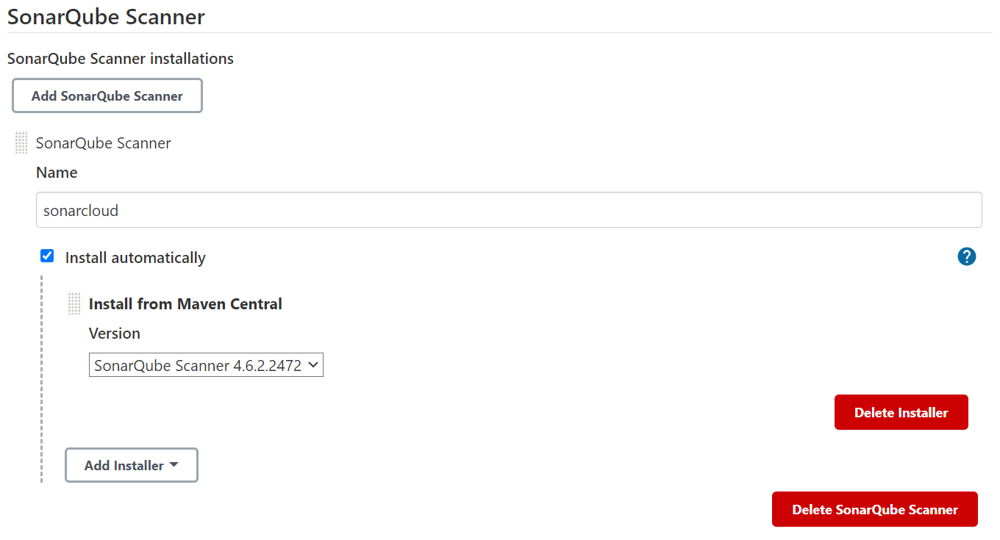 SonarQube Scanner
SonarQube Scanner installations
Add SonarQube Scanner
SonarQube Scanner
Name
sonarcloud
Install automatically
?
Install from Maven Central
Version
SonarQube Scanner 4.6.2.2472
Delete Installer
Add Installer
Delete SonarQube Scanner